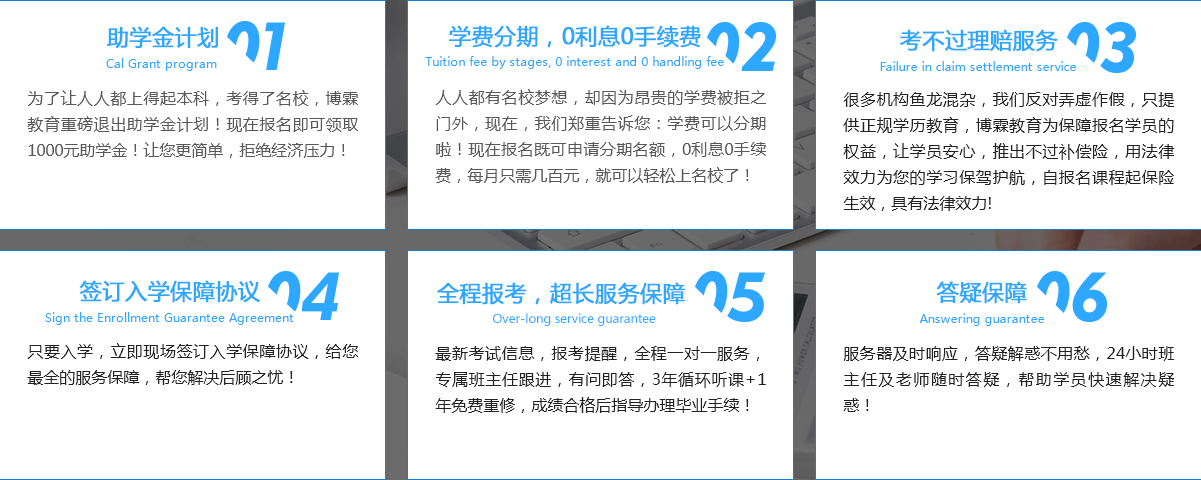 助学金计划 01
Cal Grant program
为了让人人都上得起本科，考得了名校，博霖
教育重磅退出助学金计划！现在报名即可领取
1000元助学金！让您更简单，拒绝经济压力！
学费分期，0利息0手续费 02
Tuition fee by stages, 0 interest and 0 handling fee
人人都有名校梦想，却因为昂贵的学费被拒之
门外，现在，我们郑重告诉您：学费可以分期
啦！现在报名既可申请分期名额，0利息0手续
费，每月只需几百元，就可以轻松上名校了！
考不过理赔服务 03
Failure in claim settlement service
很多机构鱼龙混杂，我们反对弄虚作假，只提
供正规学历教育，博霖教育为保障报名学员的
权益，让学员安心，推出不过补偿险，用法律
效力为您的学习保驾护航，自报名课程起保险
生效，具有法律效力!
签订入学保障协议 04
Sign the Enrollment Guarantee Agreement
只要入学，立即现场签订入学保障协议，给您
最全的服务保障，帮您解决后顾之忧！
全程报考，超长服务保障 05
Over-long service guarantee
最新考试信息，报考提醒，全程一对一服务，
专属班主任跟进，有问即答，3年循环听课+1
年免费重修，成绩合格后指导办理毕业手续！
答疑保障 06
Answering guarantee
服务器及时响应，答疑解惑不用愁，24小时班
主任及老师随时答疑，帮助学员快速解决疑
惑！